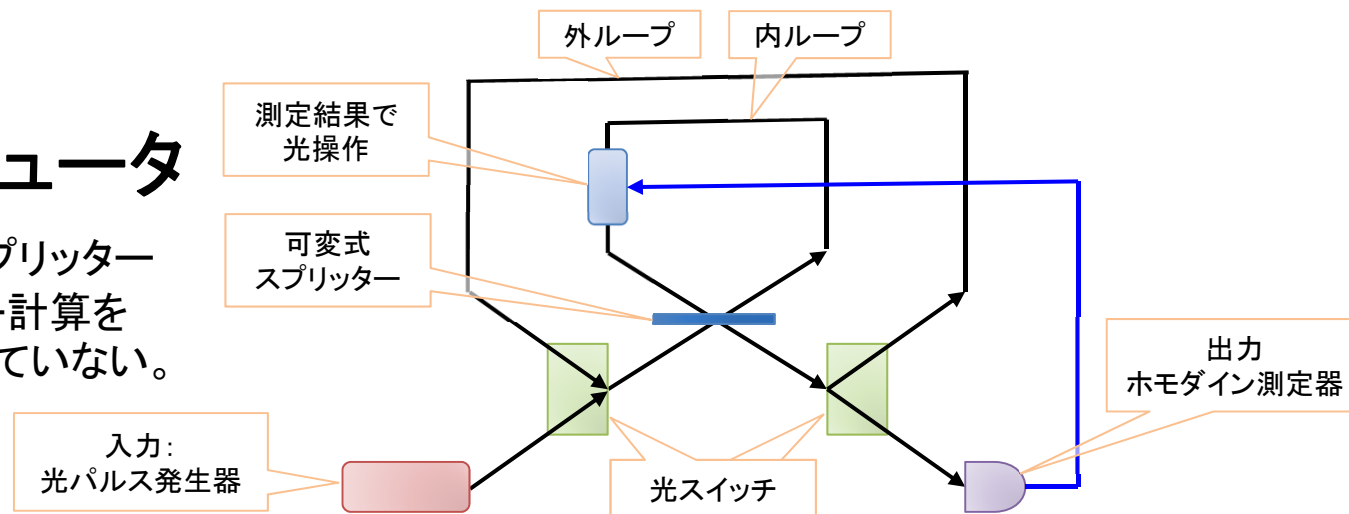 外ループ
内ループ
測定結果で
光操作
ュータ
可変式
スプリッター
プリッター
計算を
ていない。
出力
ホモダイン測定器
入力：
光パルス発生器
光スイッチ